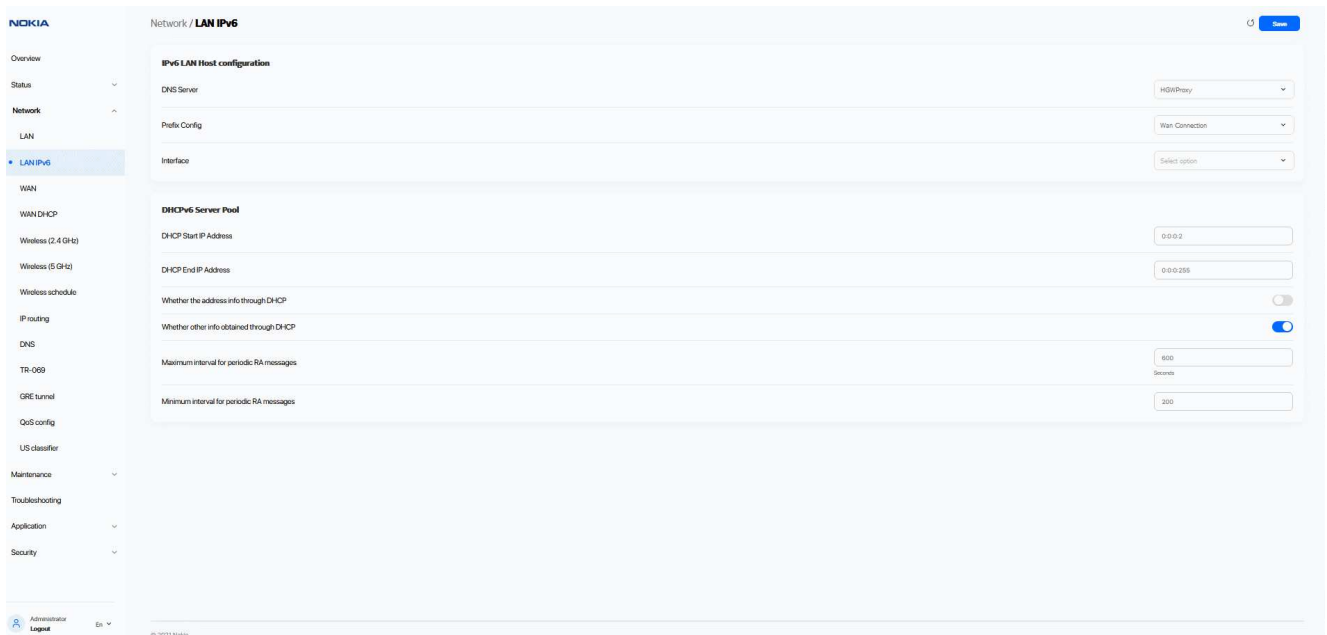 NOKIA
Network / LAN IPv6
Save
Overview
Status
Network
LAN
LAN IPv6
WAN
WAN DHCP
Wireless (2.4 GHz)
Wireless (5 GHz)
Wireless schedule
IP routing
DNS
TR-069
GRE tunnel
QoS config
US classifier
Maintenance
Troubleshooting
Application
Security
Administrator
Logout
En
IPv6 LAN Host configuration
DNS Server
HGWProxy
Prefix Config
Wan Connection
Interface
Select option
DHCPv6 Server Pool
DHCP Start IP Address
0:0:0:2
DHCP End IP Address
0:0:0:255
Whether the address info through DHCP
Whether other info obtained through DHCP
Maximum interval for periodic RA messages
600
Seconds
Minimum interval for periodic RA messages
200
© 2021 Nokia